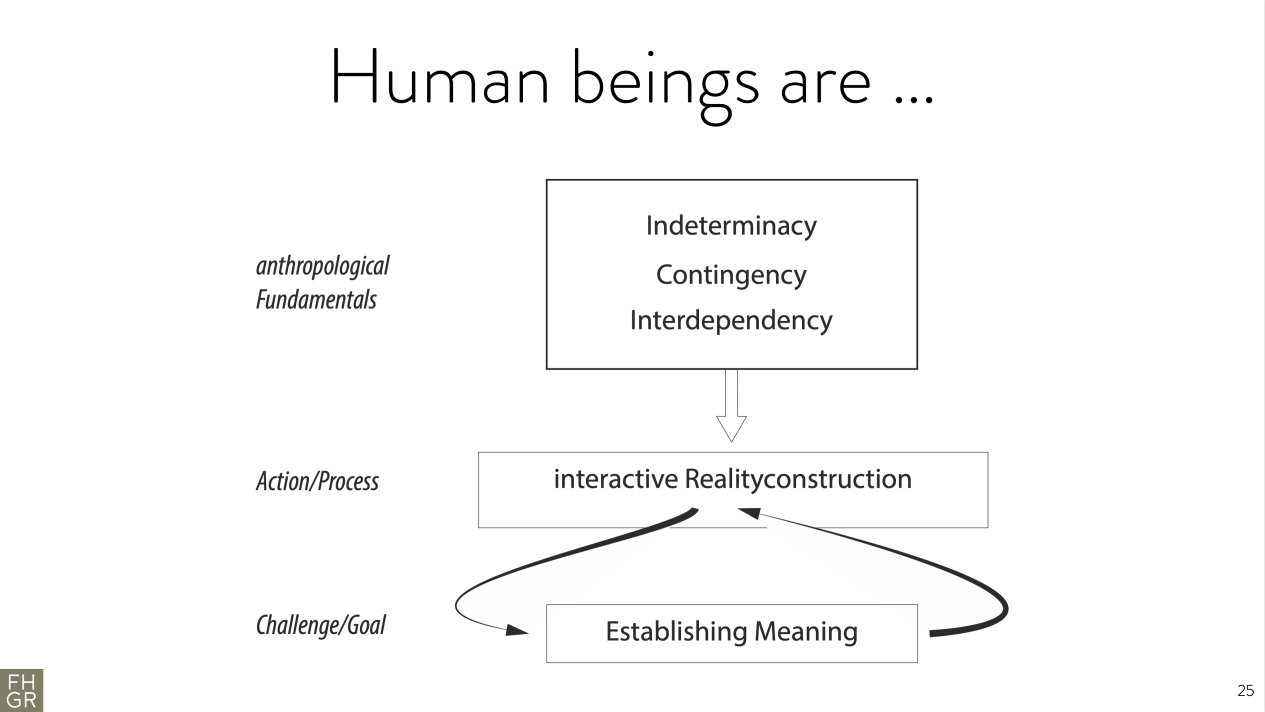 Human beings are ...
anthropological
Fundamentals
Indeterminacy
Contingency
Interdependency
Action/Process
interactive Realityconstruction
Challenge/Goal
Establishing Meaning
FH
GR
25